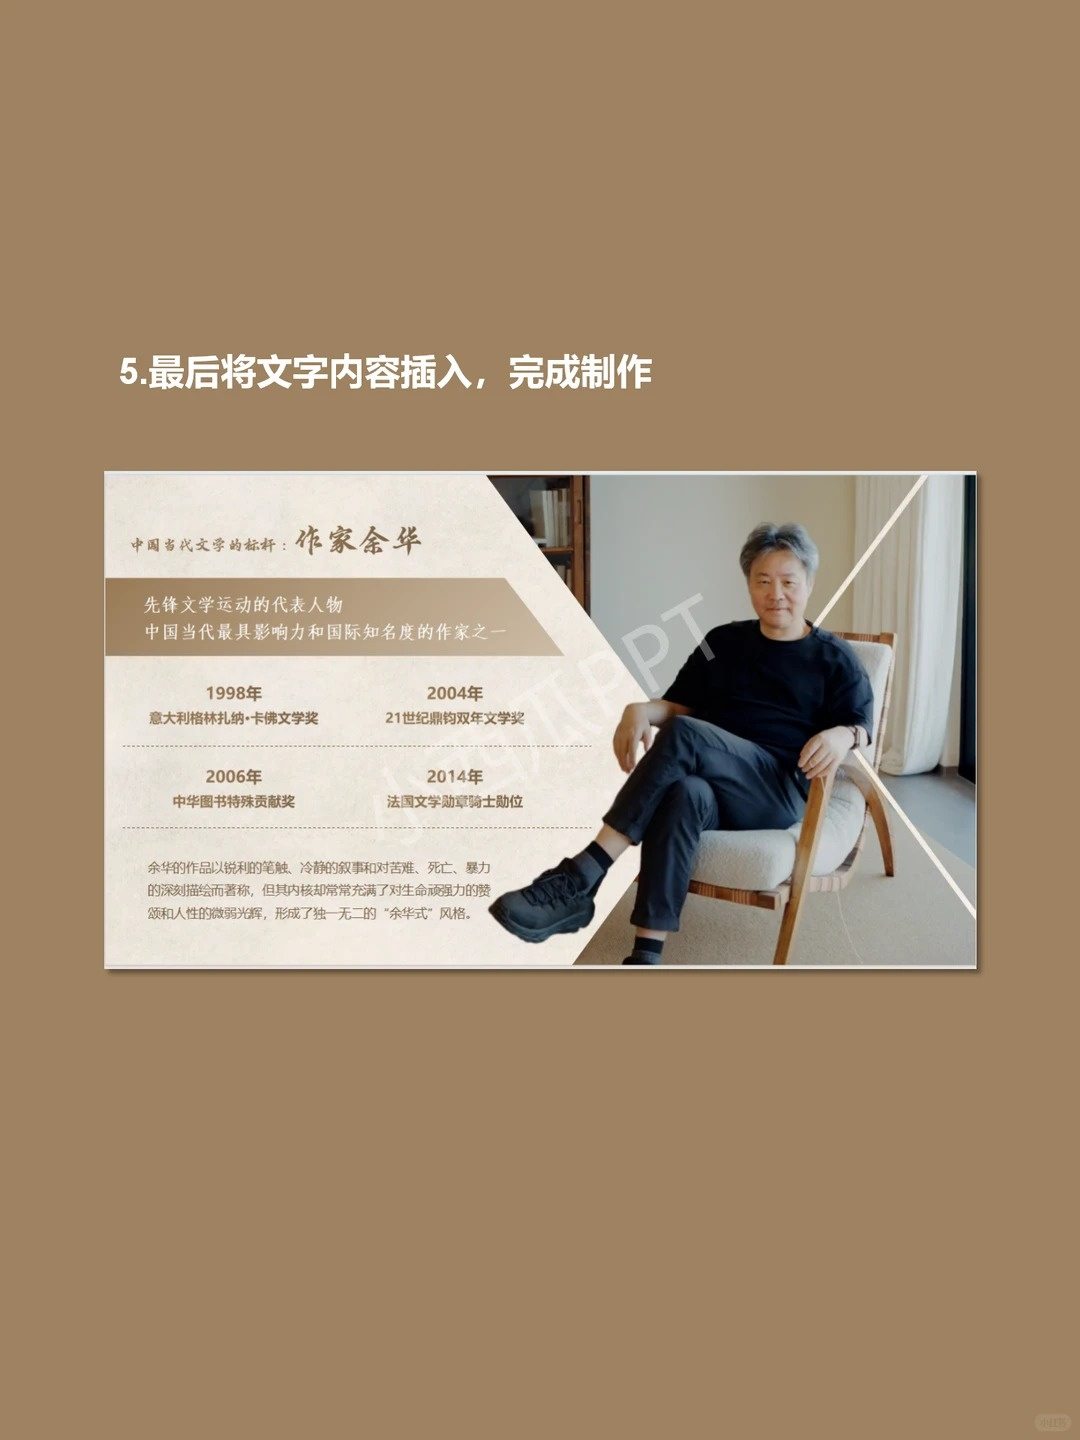 5.最后将文字内容插入，完成制作
中国当代文学的标杆：作家余华
先锋文学运动的代表人物
中国当代最具影响力和国际知名度的作家之一
1998年
意大利格林扎纳·卡佛文学奖
2004年
21世纪鼎钧双年文学奖
2006年
中华图书特殊贡献奖
2014年
法国文学勋章骑士勋位
余华的作品以锐利的笔触、冷静的叙事和对苦难、死亡、暴力
的深刻描绘而著称，但其内核却常常充满了对生命顽强力的赞
颂和人性的微弱光辉，形成了独一无二的“余华式”风格。
小西瓜PPT
小红书